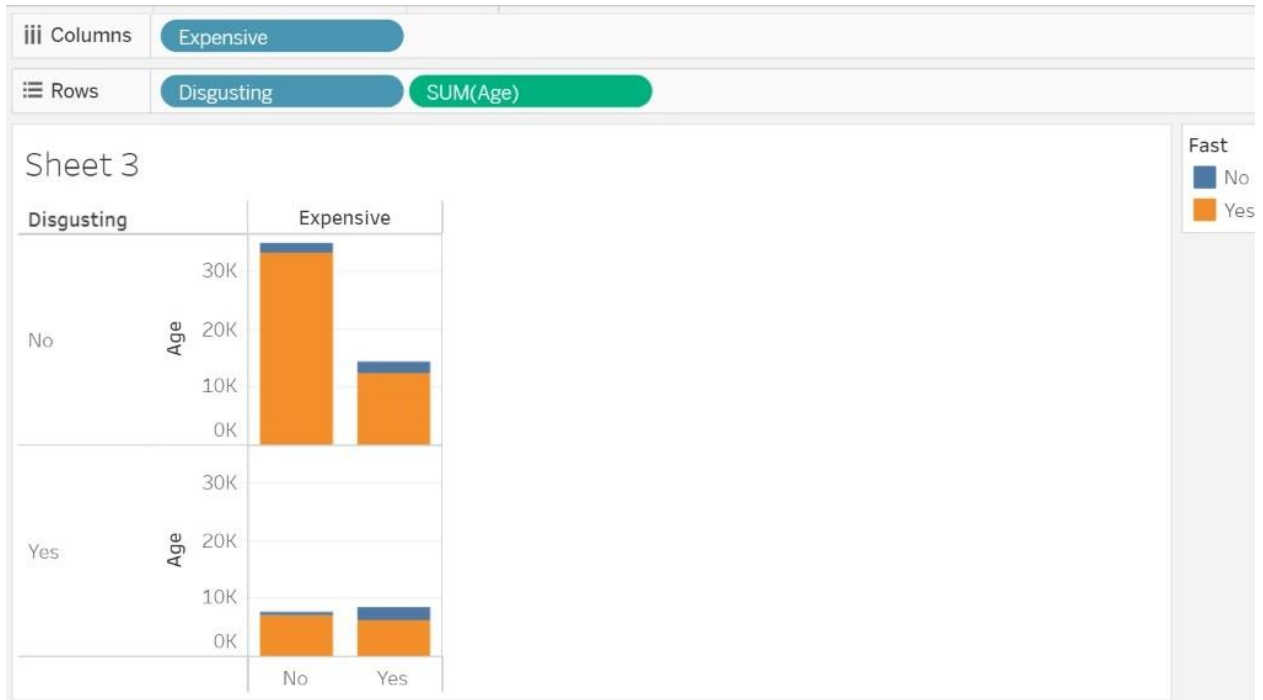 Columns Expensive
Rows Disgusting SUM(Age)
Sheet 3
Fast
No
Yes
Disgusting Expensive
30K
20K
10K
0K
No
Age
30K
20K
10K
0K
Yes
Age
No Yes